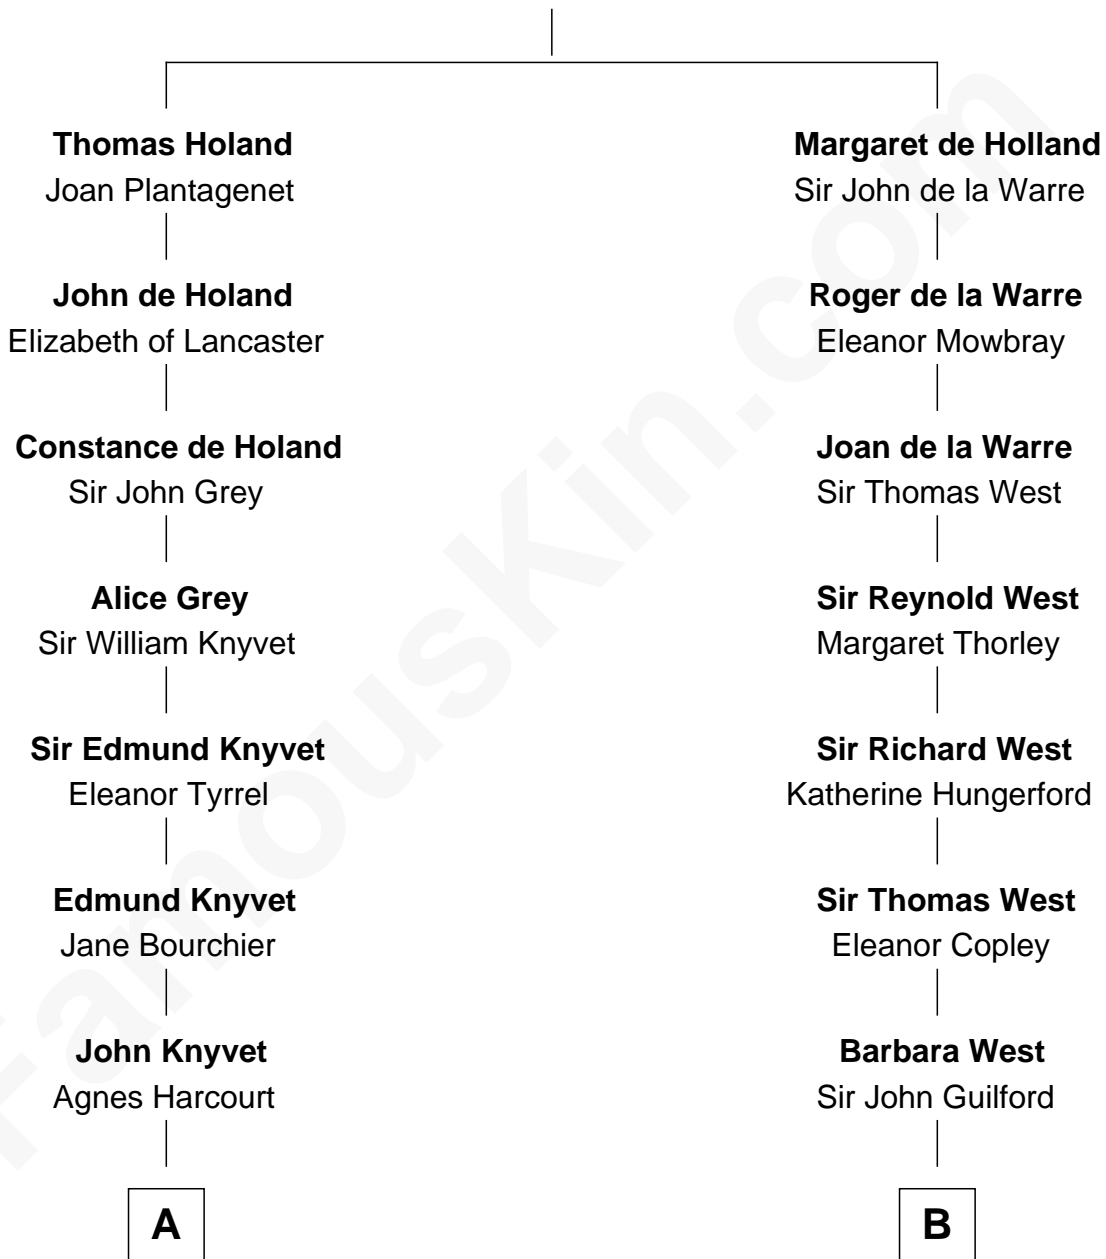 Thomas Holand
Joan Plantagenet
John de Holand
Elizabeth of Lancaster
Constance de Holand
Sir John Grey
Alice Grey
Sir William Knyvet
Sir Edmund Knyvet
Eleanor Tyrrel
Edmund Knyvet
Jane Bourchier
John Knyvet
Agnes Harcourt
A
Margaret de Holland
Sir John de la Warre
Roger de la Warre
Eleanor Mowbray
Joan de la Warre
Sir Thomas West
Sir Reynold West
Margaret Thorley
Sir Richard West
Katherine Hungerford
Sir Thomas West
Eleanor Copley
Barbara West
Sir John Guilford
B
FamousKin.com